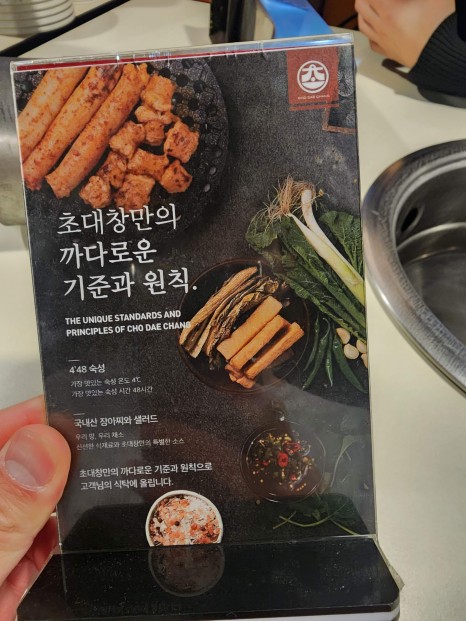 초
초대창만의
까다로운
기준과 원칙.
THE UNIQUE STANDARDS AND
PRINCIPLES OF CHO DAE CHANG
4'48 숙성
가장 맛있는 숙성 온도 4℃
가장 맛있는 숙성 시간 48시간
국내산 장아찌와 샐러드
우리 땅, 우리 채소
신선한 식재료와 초대창만의 특별한 소스
초대창만의 까다로운 기준과 원칙으로
고객님의 식탁에 올립니다.